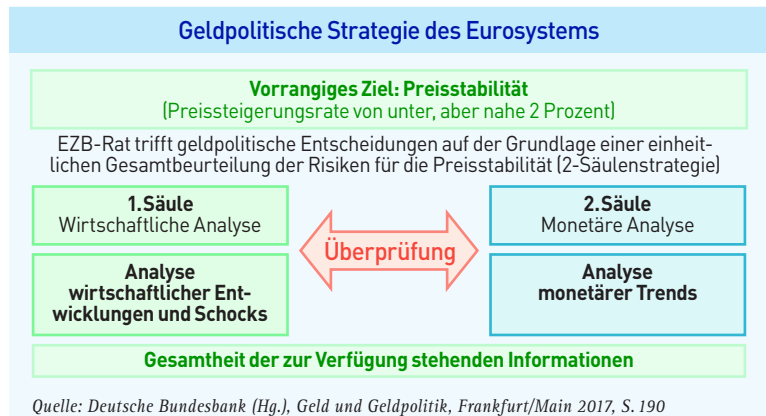 Geldpolitische Strategie des Eurosystems
Vorrangiges Ziel: Preisstabilität
(Preissteigerungsrate von unter, aber nahe 2 Prozent)
EZB-Rat trifft geldpolitische Entscheidungen auf der Grundlage einer einheit-
lichen Gesamtbeurteilung der Risiken für die Preisstabilität (2-Säulenstrategie)
1. Säule
Wirtschaftliche Analyse
Analyse
wirtschaftlicher Ent-
wicklungen und Schocks
Überprüfung
2. Säule
Monetäre Analyse
Analyse
monetärer Trends
Gesamtheit der zur Verfügung stehenden Informationen
Quelle: Deutsche Bundesbank (Hg.), Geld und Geldpolitik, Frankfurt/Main 2017, S. 190